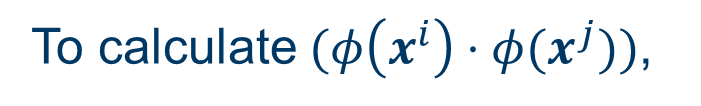 To calculate (𝜙(𝒙ⁱ) · 𝜙(𝒙ʲ)),